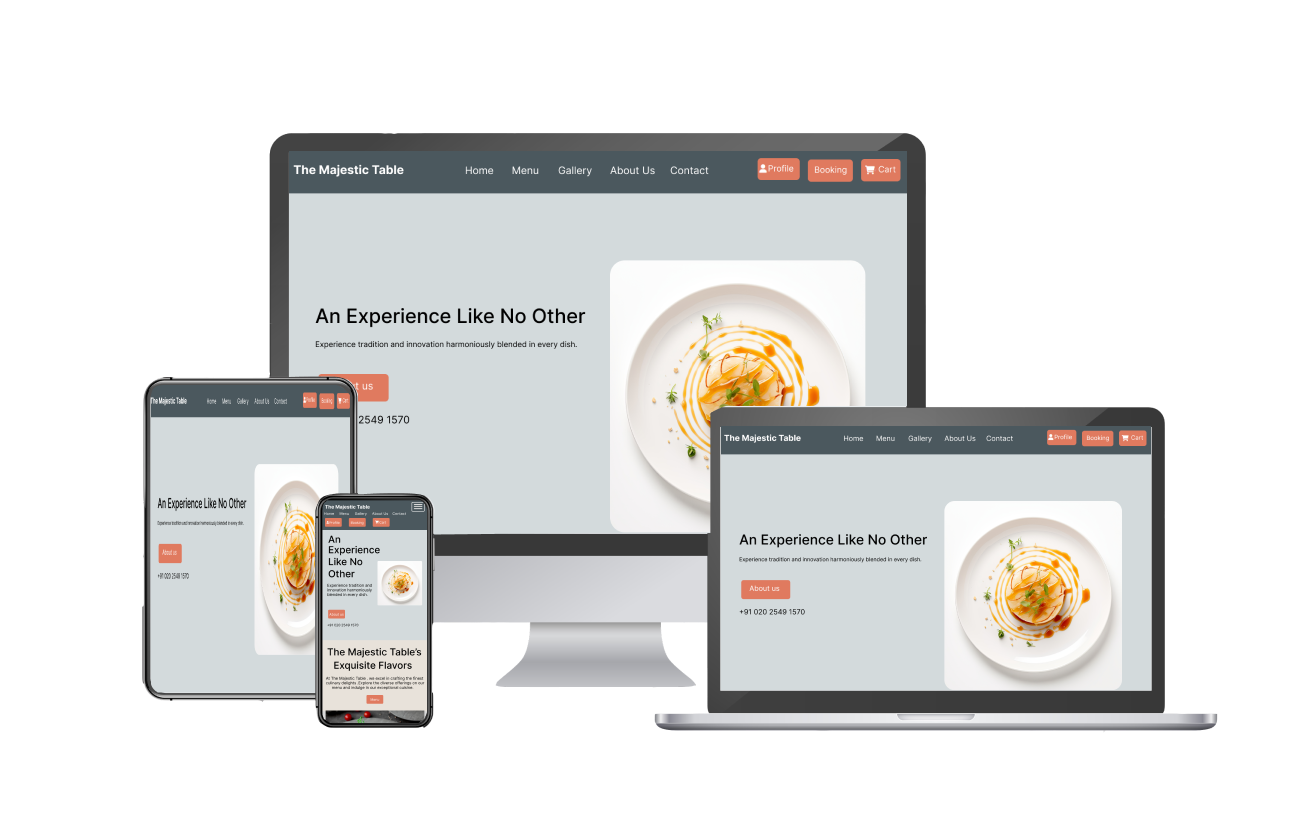 The Majestic Table
Home Menu Gallery About Us Contact
Profile Booking Cart
An Experience Like No Other
Experience tradition and innovation harmoniously blended in every dish.
t us
2549 1570
The Majestic Table
Home Menu Gallery About Us Contact
Profile Booking Cart
An Experience Like No Other
Experience tradition and innovation harmoniously blended in every dish.
About us
+91 020 2549 1570
The Majestic Table
Home Menu Gallery About Us Contact
Profile Booking Cart
An
Experience
Like No
Other
Experience tradition and
innovation harmoniously
blended in every dish.
About us
+91 020 2549 1570
The Majestic Table's
Exquisite Flavors
At The Majestic Table , we excel in crafting the finest
culinary delights .Explore the diverse offerings on our
menu and indulge in our exceptional cuisine.
The Majestic Table
Home Menu Gallery About Us Contact
Profile Booking Cart
An Experience Like No Other
Experience tradition and innovation harmoniously blended in every dish.
About us
+91 020 2549 1570